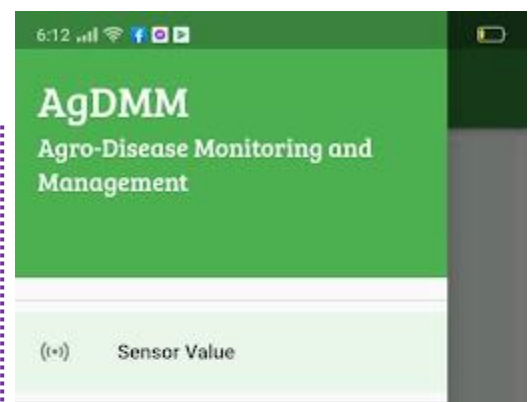 6:12
AgDMM
Agro-Disease Monitoring and
Management
Sensor Value